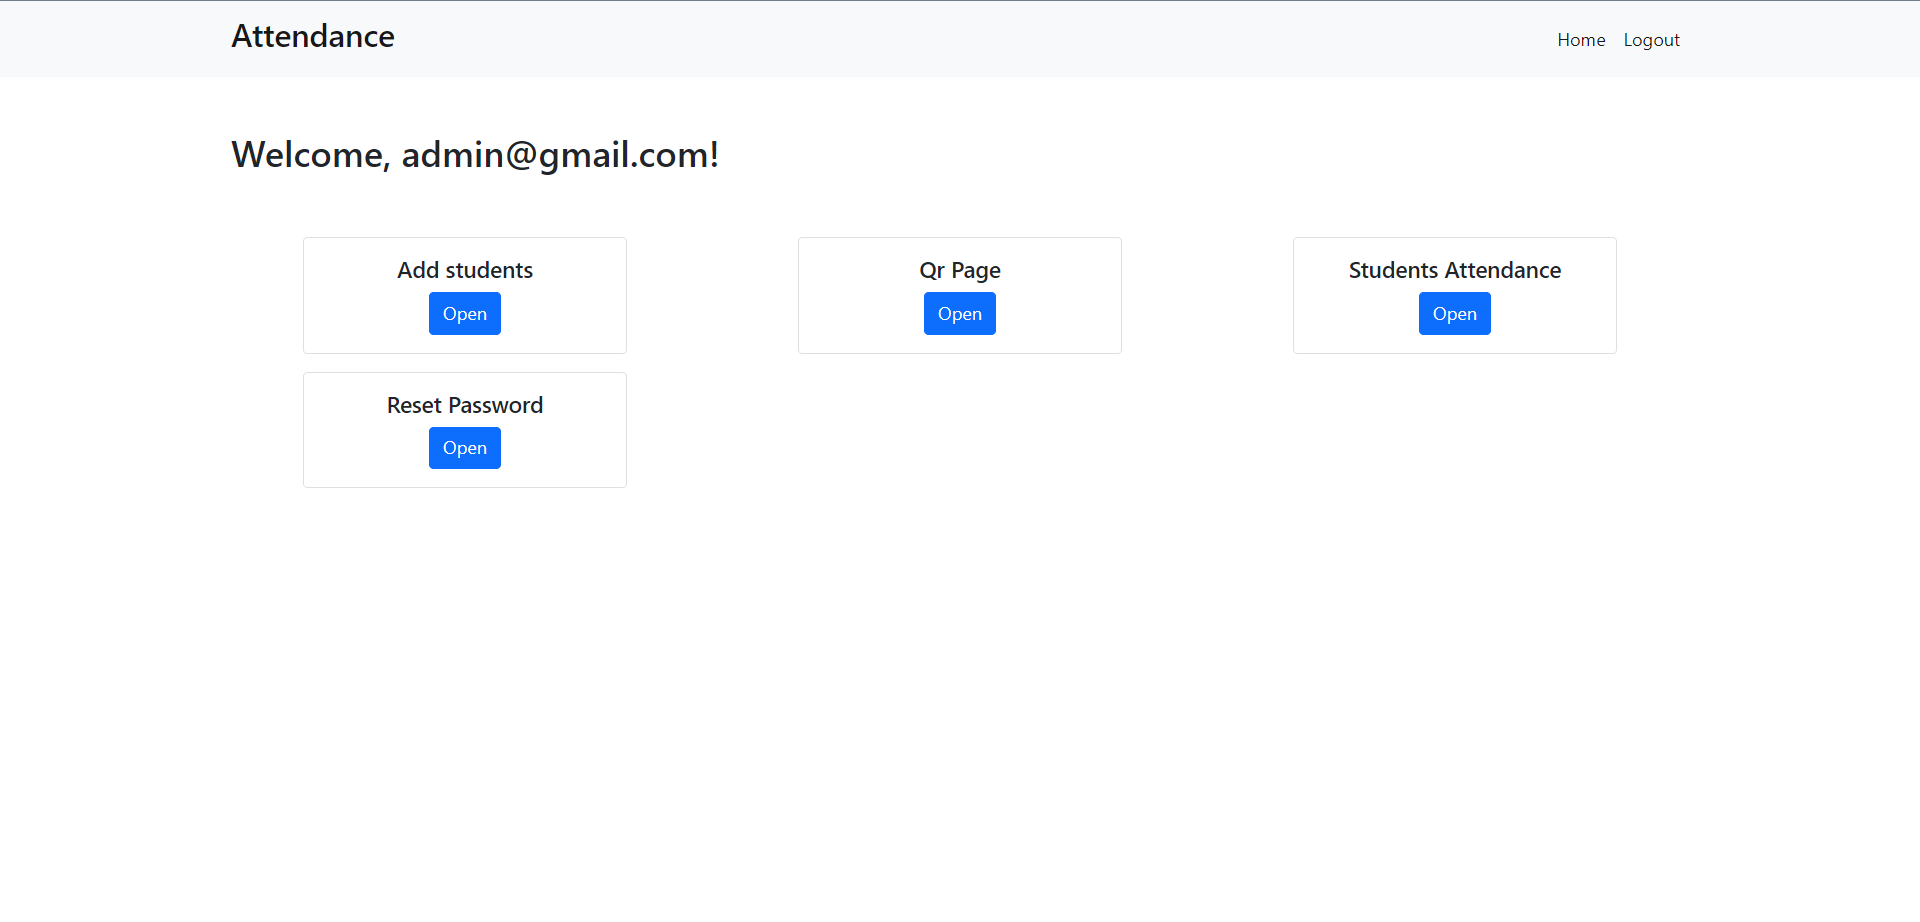 Attendance
Home Logout
Welcome, admin@gmail.com!
Add students
Open
Qr Page
Open
Students Attendance
Open
Reset Password
Open